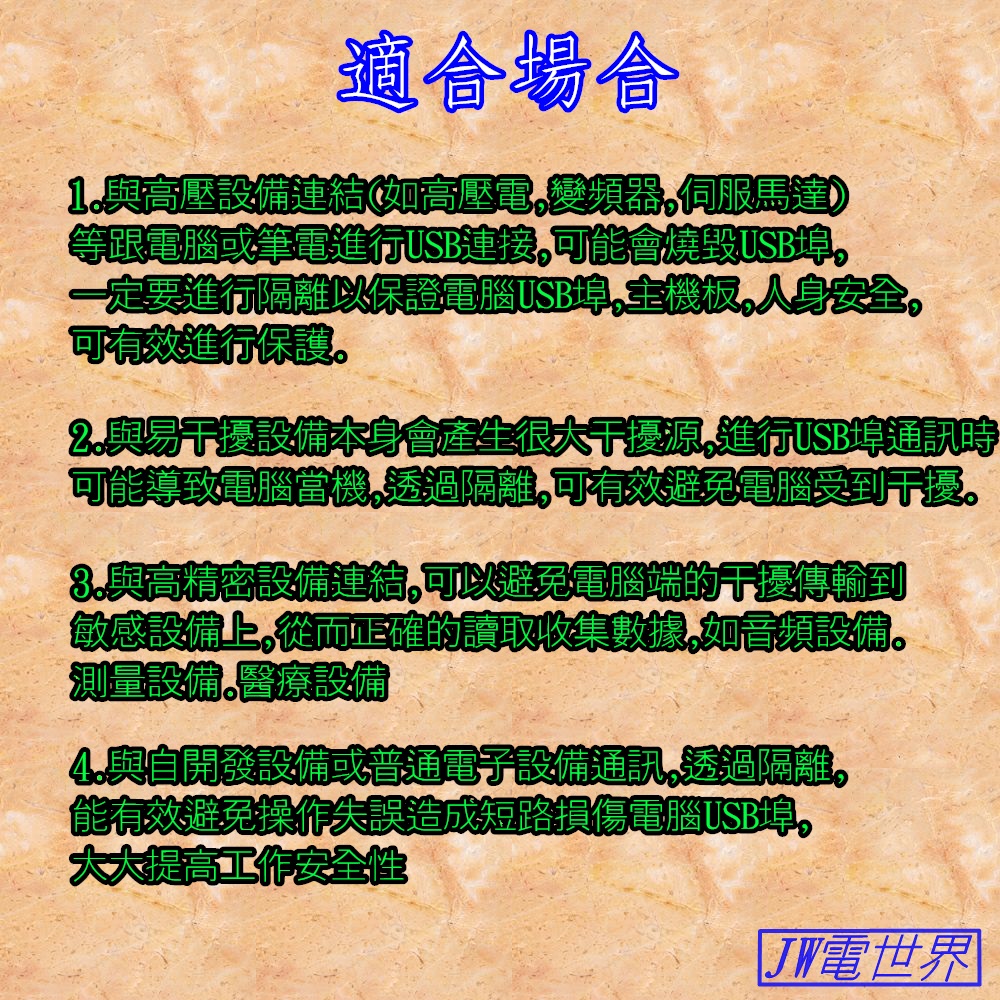 適合場合
1.與高壓設備連結(如高壓電,變頻器,伺服馬達)
等跟電腦或筆電進行USB連接,可能會燒毀USB埠,
一定要進行隔離以保證電腦USB埠,主機板,人身安全,
可有效進行保護.
2.與易干擾設備本身會產生很大干擾源,進行USB埠通訊時
可能導致電腦當機,透過隔離,可有效避免電腦受到干擾.
3.與高精密設備連結,可以避免電腦端的干擾傳輸到
敏感設備上,從而正確的讀取收集數據,如音頻設備.
測量設備.醫療設備
4.與自開發設備或普通電子設備通訊,透過隔離,
能有效避免操作失誤造成短路損傷電腦USB埠,
大大提高工作安全性
JW電世界